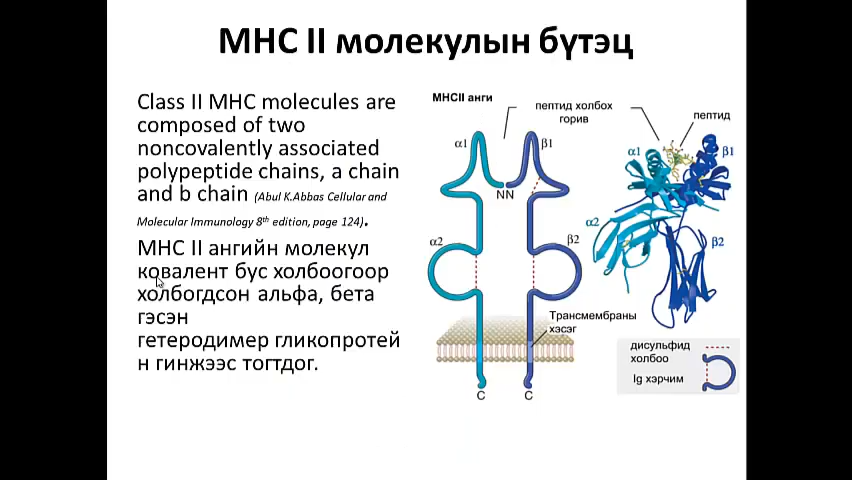 MHC II молекулын бүтэц
Class II MHC molecules are
composed of two
noncovalently associated
polypeptide chains, a chain
and b chain (Abul K.Abbas Cellular and
Molecular Immunology 8th edition, page 124).
MHC II ангийн молекул
ковалент бус холбоогоор
холбогдсон альфа, бета
гэсэн
гетеродимер гликопротей
н гинжээс тогтдог.
MHCII анги
пептид холбох
горив
пептид
α1
β1
α1
β1
NN
α2
β2
α2
β2
Трансмембраны
хэсэг
C
C
дисульфид
холбоо
Ig хэрчим